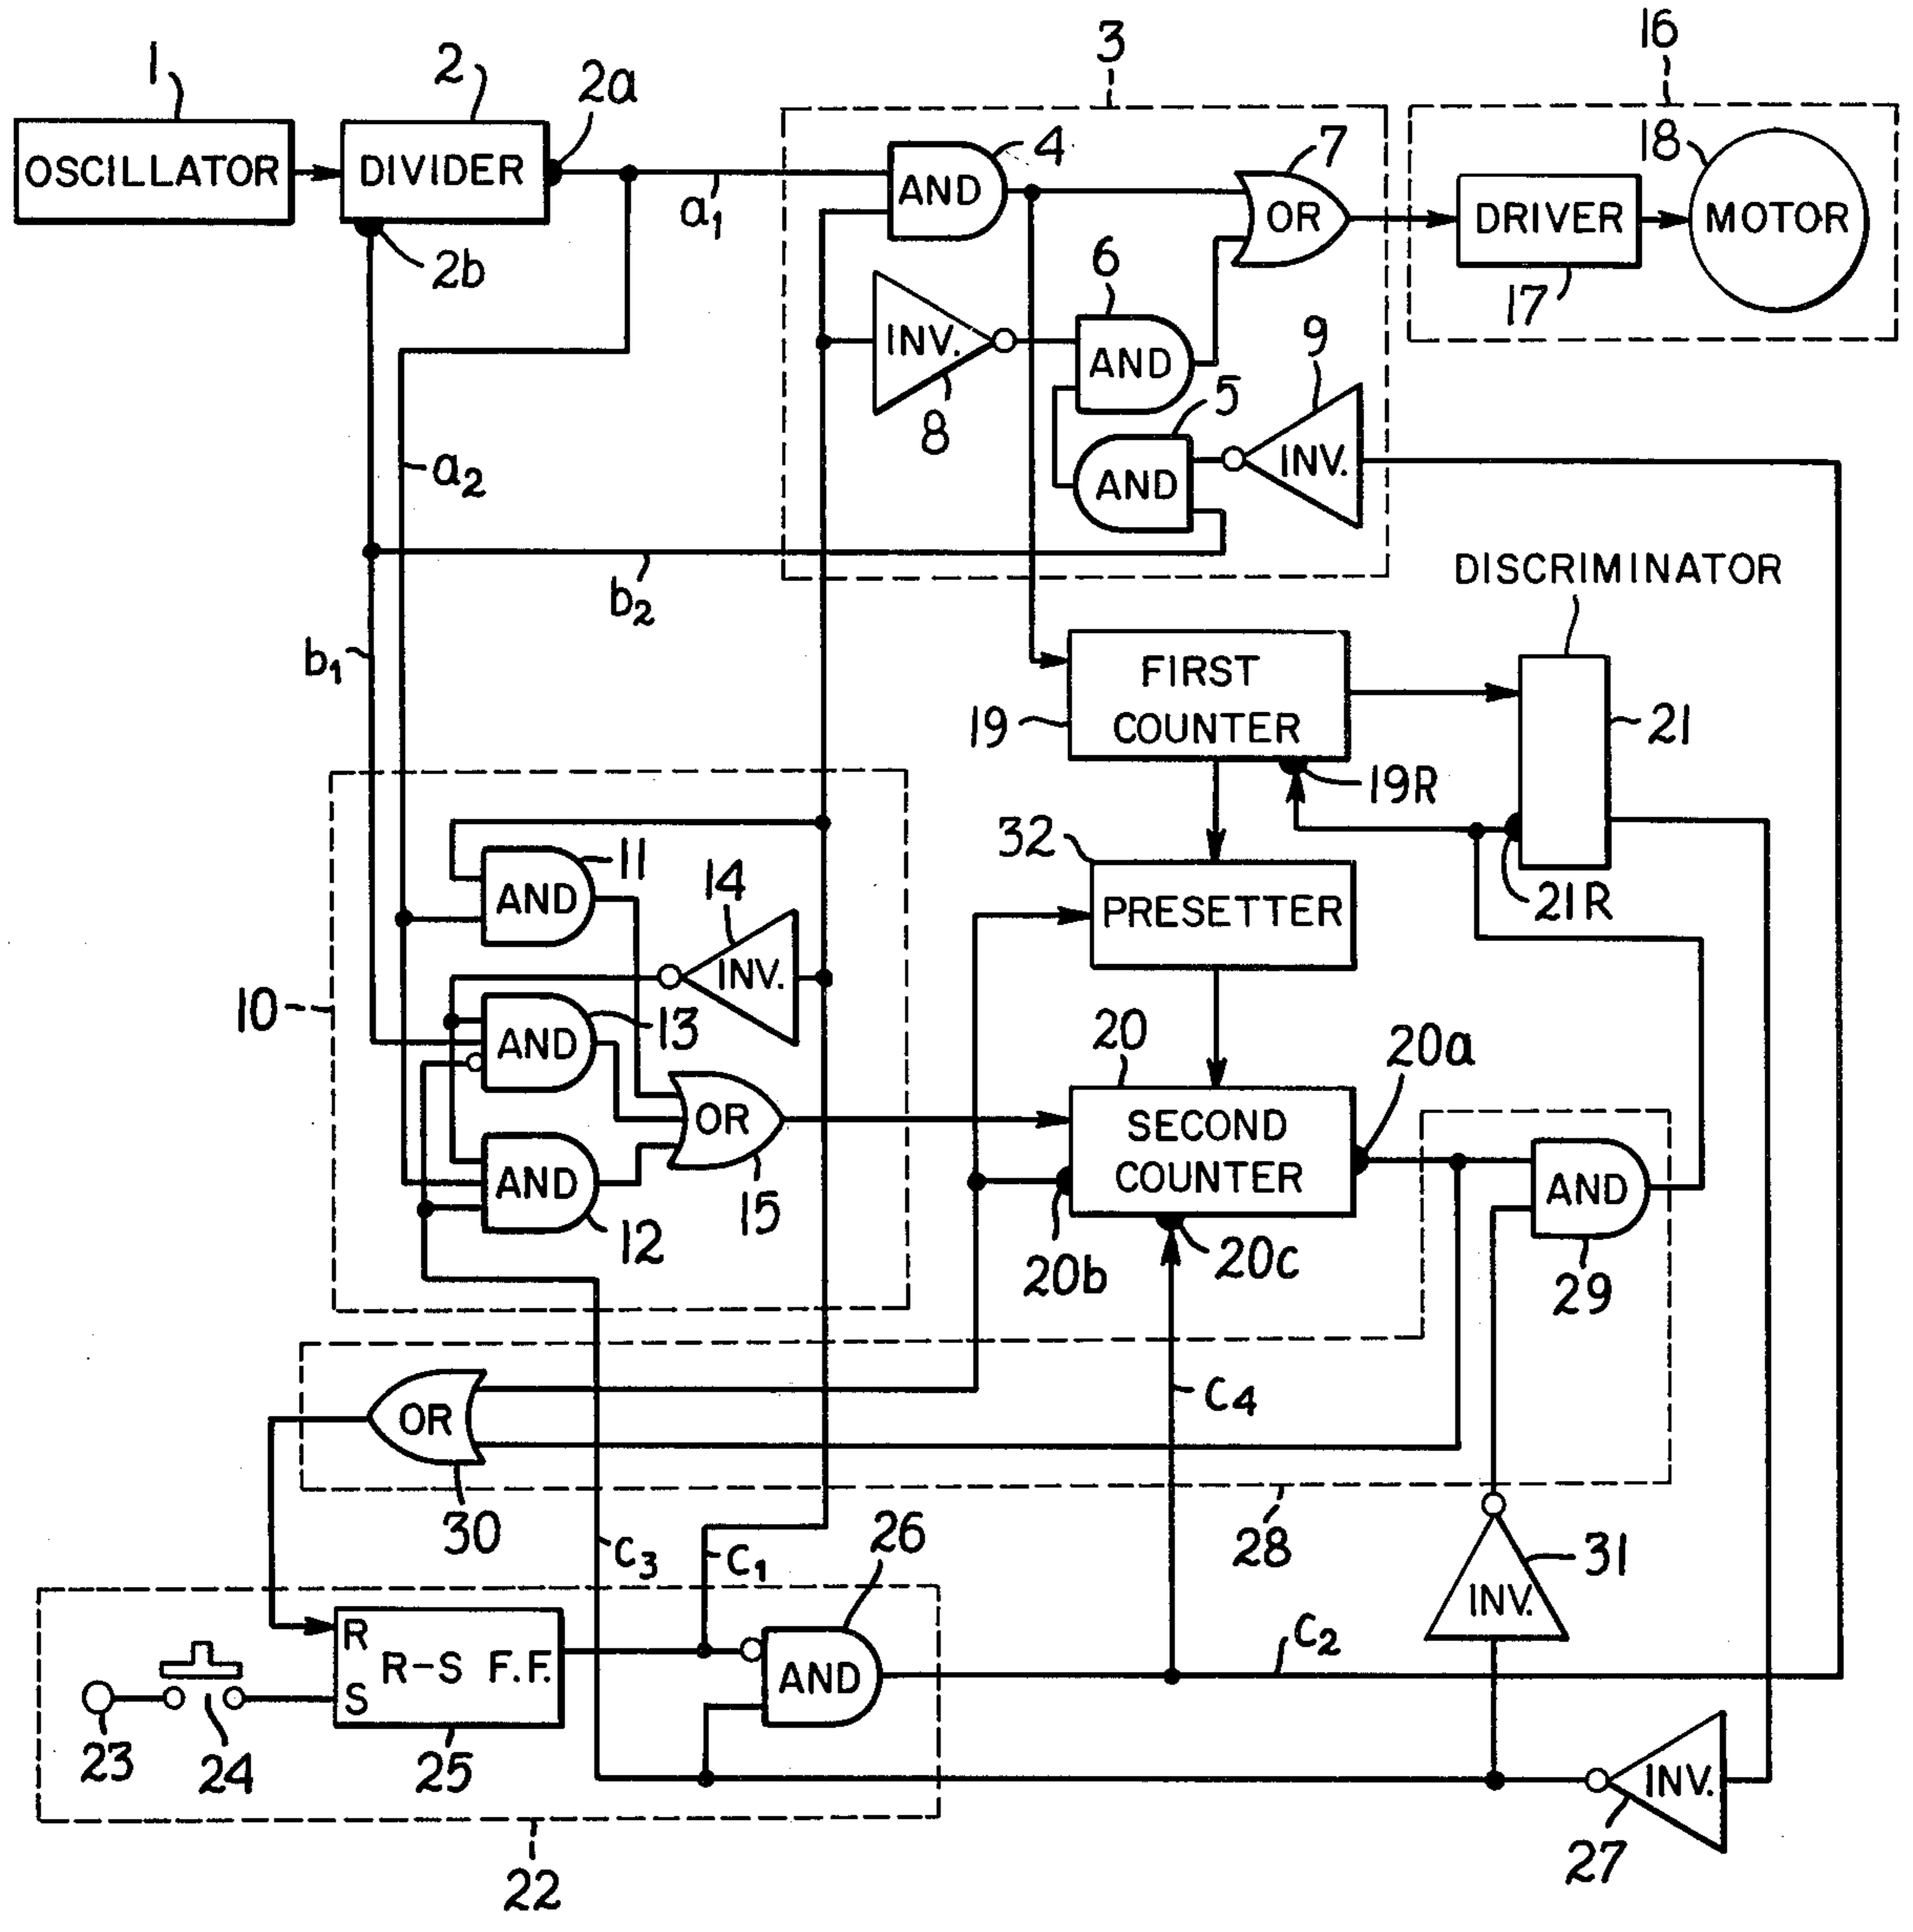 1
2
2a
3
16
OSCILLATOR
DIVIDER
a1
AND
4
7
OR
18
DRIVER
MOTOR
17
2b
6
INV.
8
AND
5
9
AND
INV.
a2
b2
b1
DISCRIMINATOR
FIRST
COUNTER
19
21
19R
32
PRESETTER
21R
11
AND
14
INV.
10
AND
13
20
20a
OR
15
SECOND
COUNTER
AND
12
20b
20c
AND
29
OR
30
C4
28
C3
C1
26
31
INV.
R
S
R-S F.F.
AND
C2
23
24
25
INV.
27
22